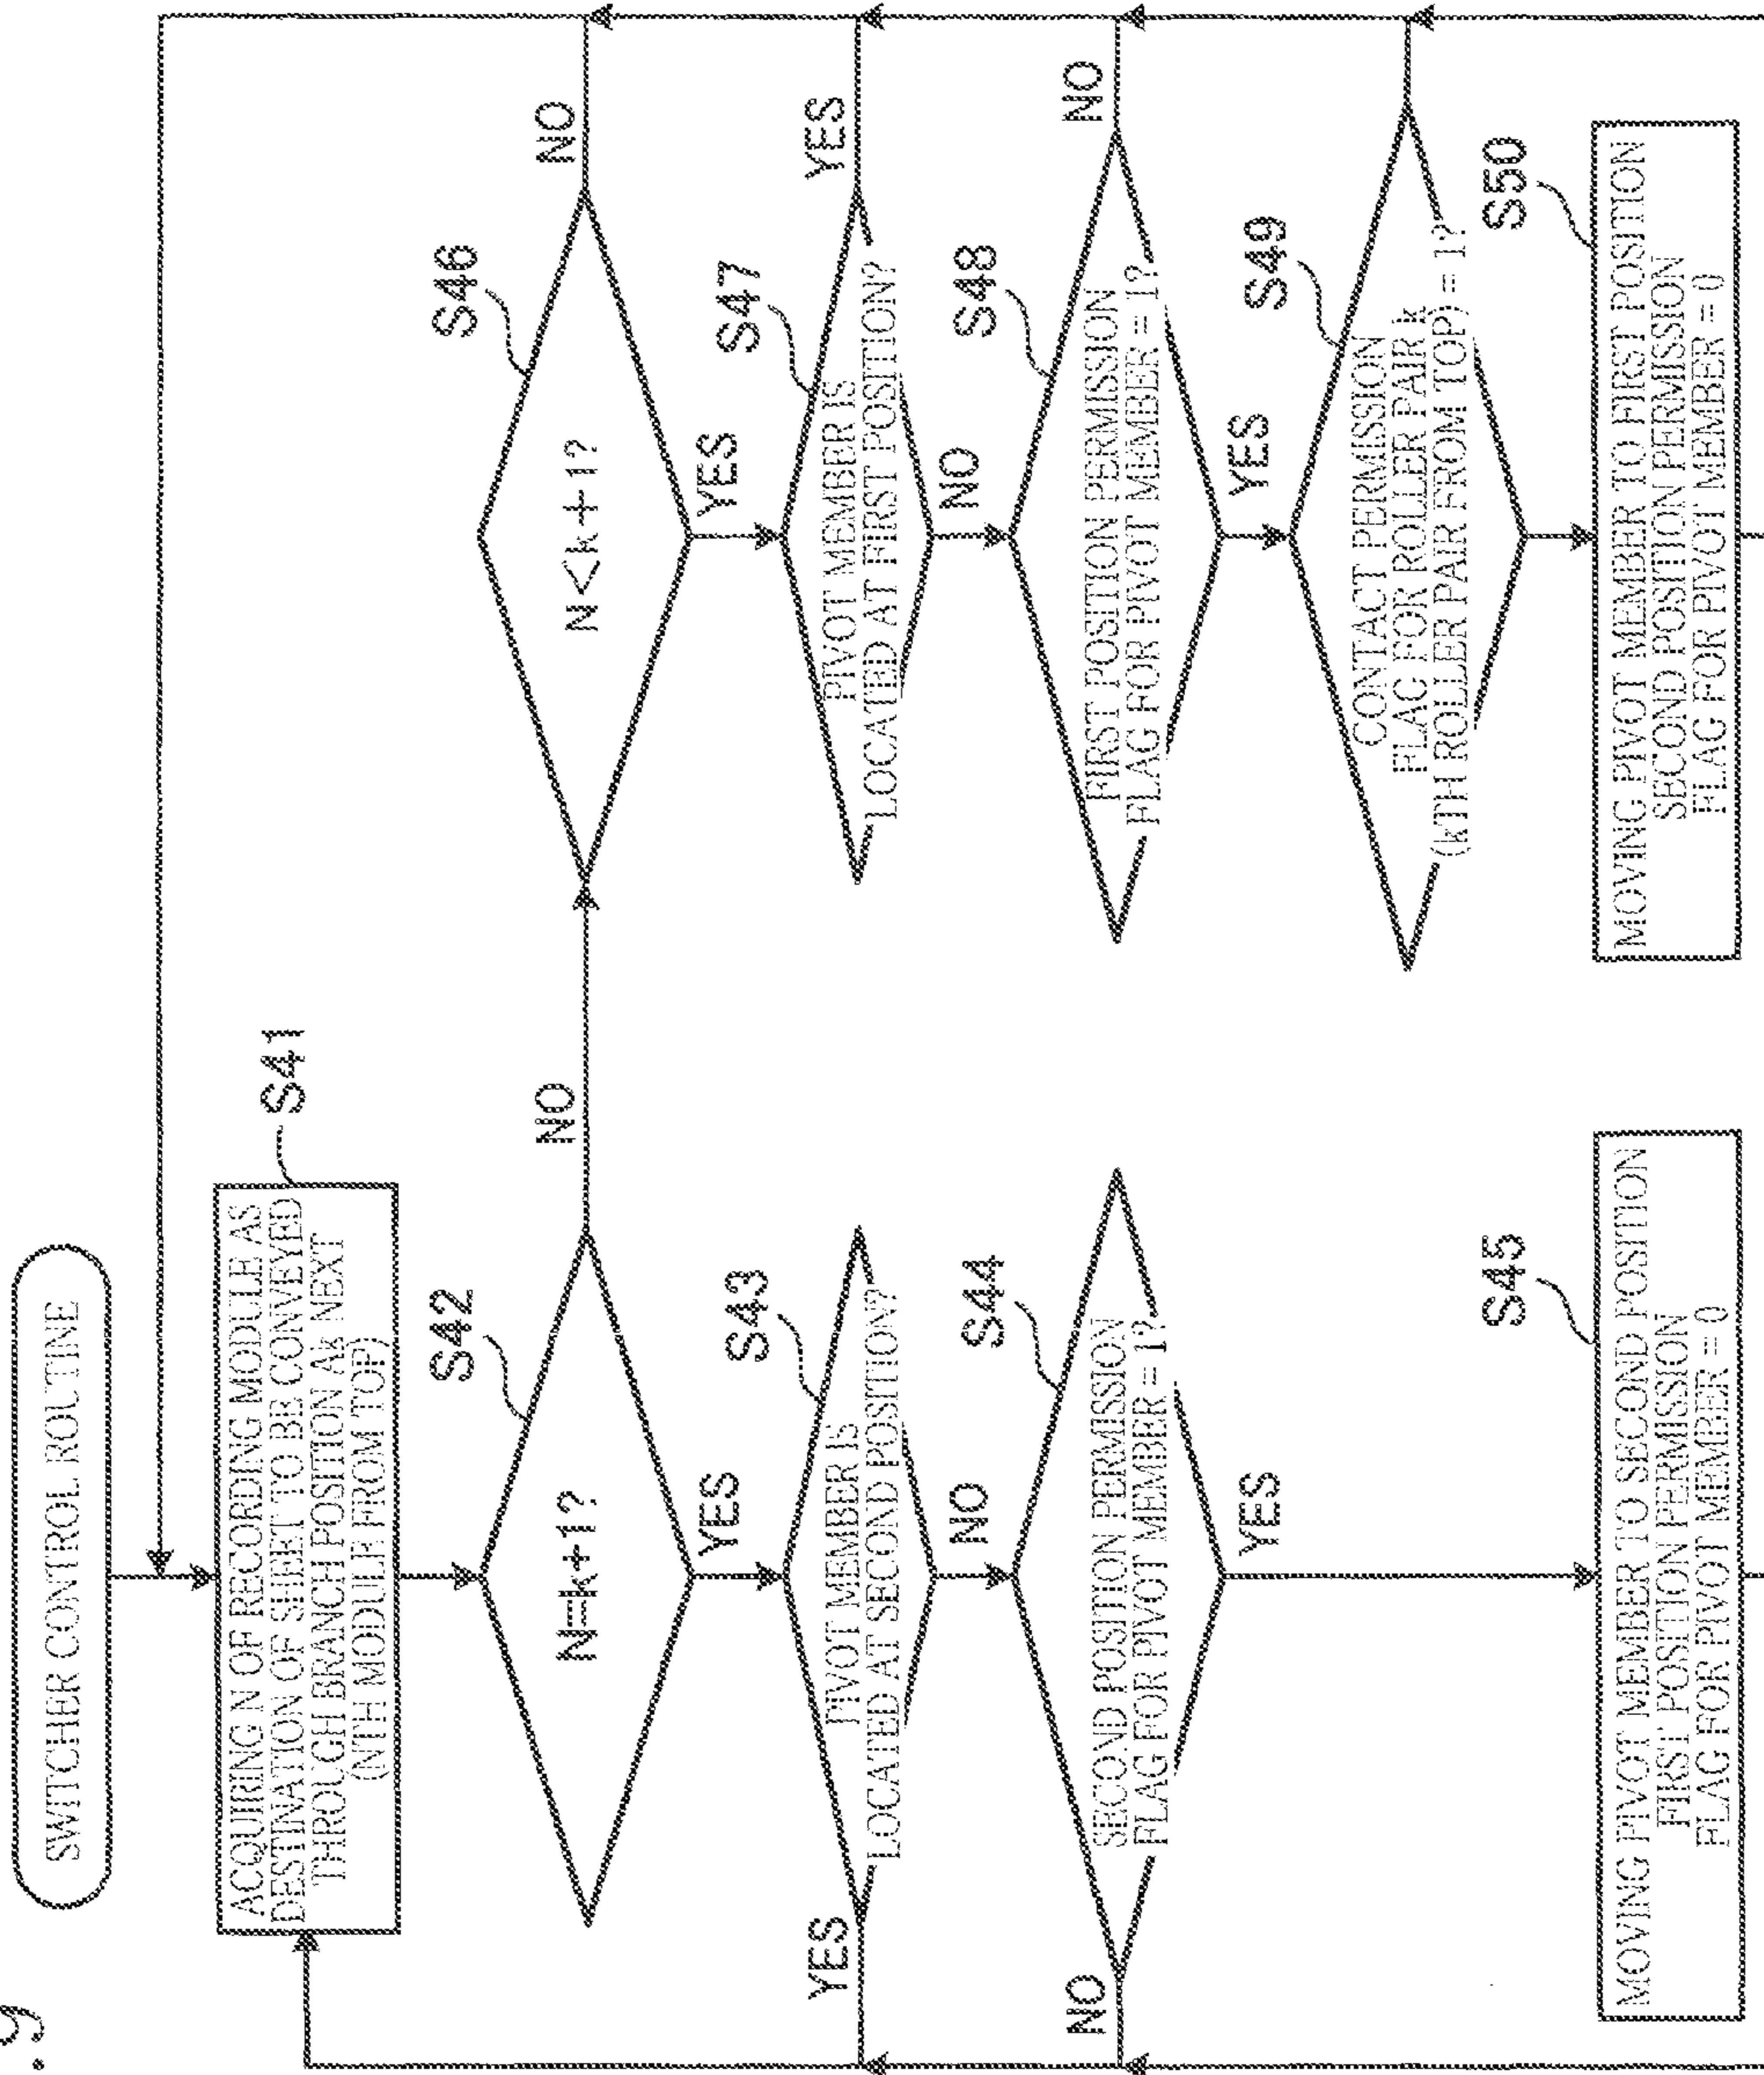 .9
SWITCHER CONTROL ROUTINE
S41
ACQUIRING N OF RECORDING MODULE AS
DESTINATION OF SHEET TO BE CONVEYED
THROUGH BRANCH POSITION Ak NEXT
(NTH MODULE FROM TOP)
S42
N=k+1?
NO
YES
S43
PIVOT MEMBER IS
LOCATED AT SECOND POSITION?
YES
NO
S44
SECOND POSITION PERMISSION
FLAG FOR PIVOT MEMBER = 1?
NO
YES
S45
MOVING PIVOT MEMBER TO SECOND POSITION
FIRST POSITION PERMISSION
FLAG FOR PIVOT MEMBER = 0
S46
N<k+1?
NO
YES
S47
PIVOT MEMBER IS
LOCATED AT FIRST POSITION?
YES
NO
S48
FIRST POSITION PERMISSION
FLAG FOR PIVOT MEMBER = 1?
NO
YES
S49
CONTACT PERMISSION
FLAG FOR ROLLER PAIR k
(kTH ROLLER PAIR FROM TOP) = 1?
S50
MOVING PIVOT MEMBER TO FIRST POSITION
SECOND POSITION PERMISSION
FLAG FOR PIVOT MEMBER = 0